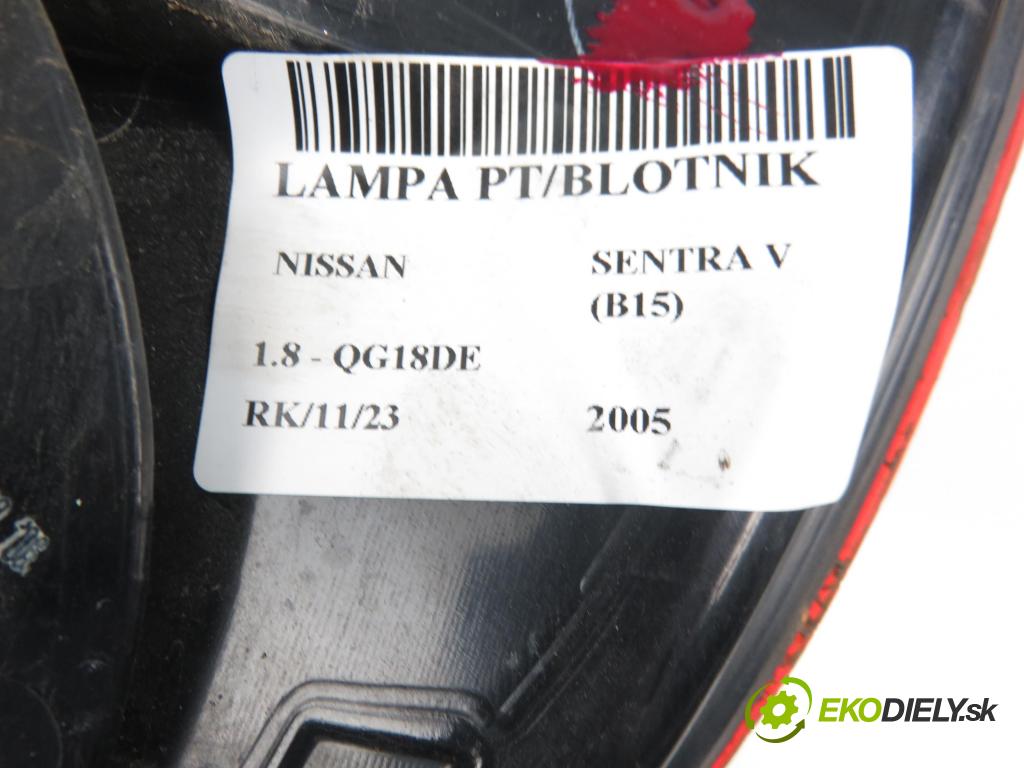 LAMPA PT/BLOTNIK
NISSAN SENTRA V
(B15)
1.8 - QG18DE
RK/11/23 2005
EKODIELY.sk